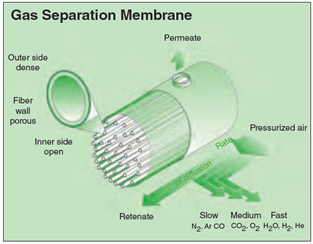 Gas Separation Membrane
Permeate
Outer side
dense
Fiber
wall
porous
Inner side
open
Pressurized air
Rate
of diffusion
Retenate
Slow Medium Fast
N2, Ar CO CO2, O2 H2O, H2, He